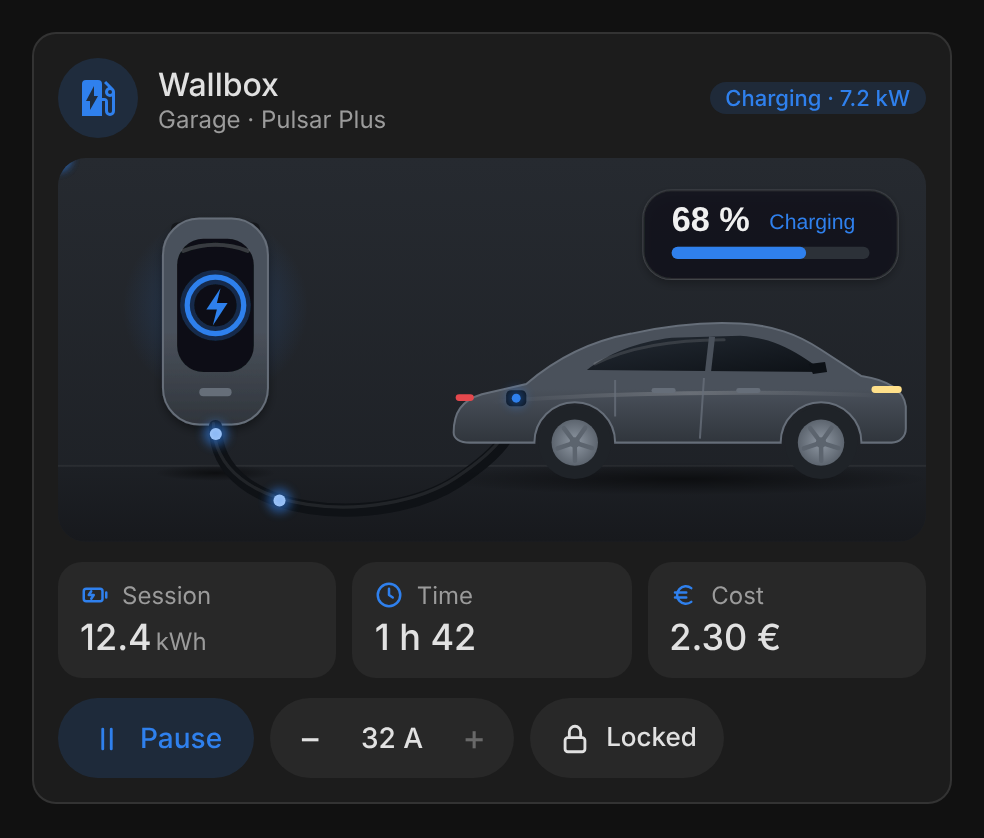 Wallbox
Garage · Pulsar Plus
Charging · 7.2 kW
68 % Charging
Session
12.4 kWh
Time
1 h 42
Cost
2.30 €
Pause
− 32 A +
Locked